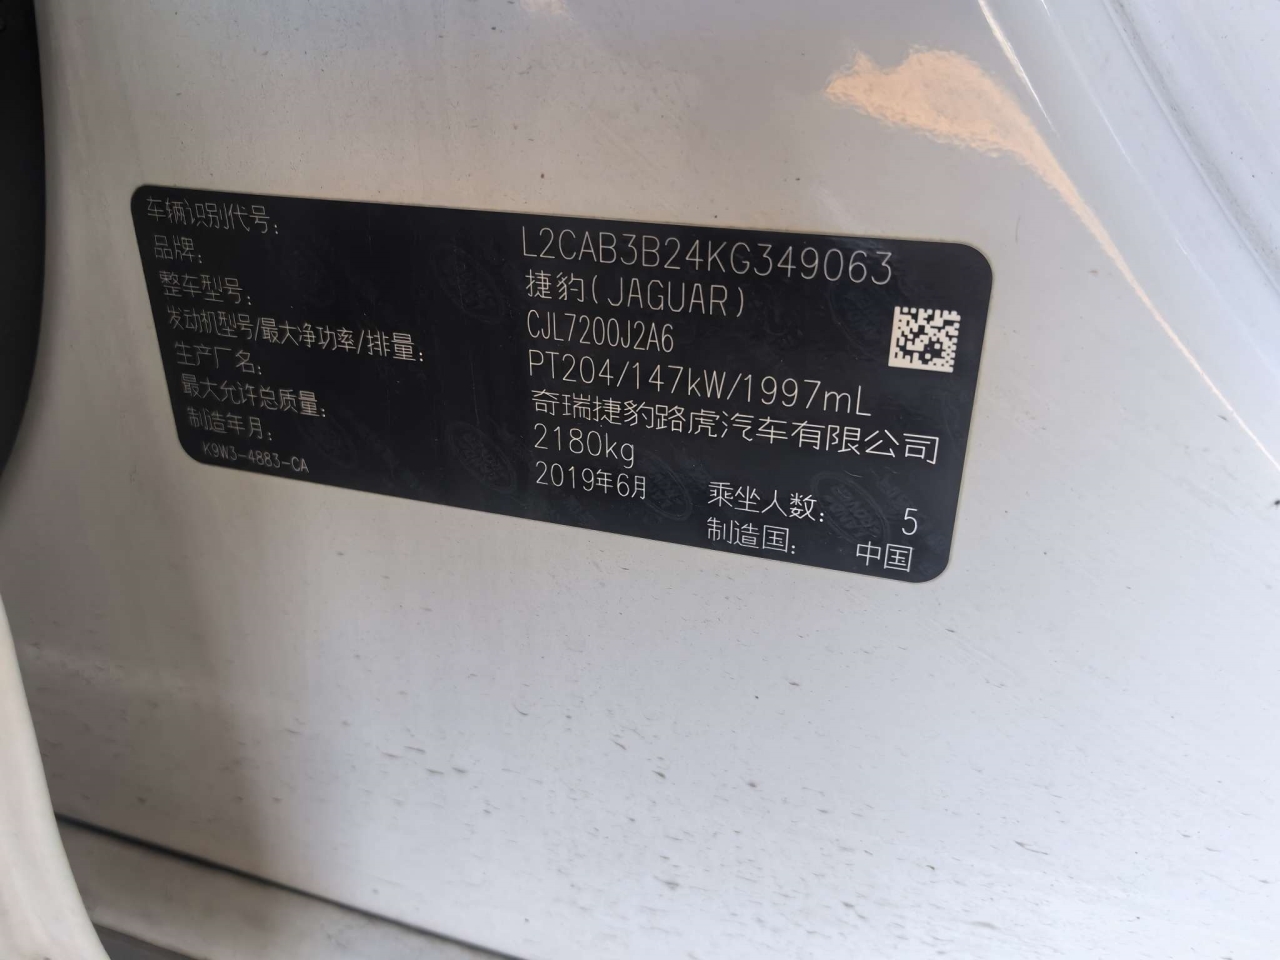 车辆识别代号: L2CAB3B24KG349063
品牌: 捷豹(JAGUAR)
整车型号: CJL7200J2A6
发动机型号/最大净功率/排量: PT204/147kW/1997mL
生产厂名: 奇瑞捷豹路虎汽车有限公司
最大允许总质量: 2180kg
制造年月: 2019年6月 乘坐人数: 5
K9W3-4883-CA 制造国: 中国